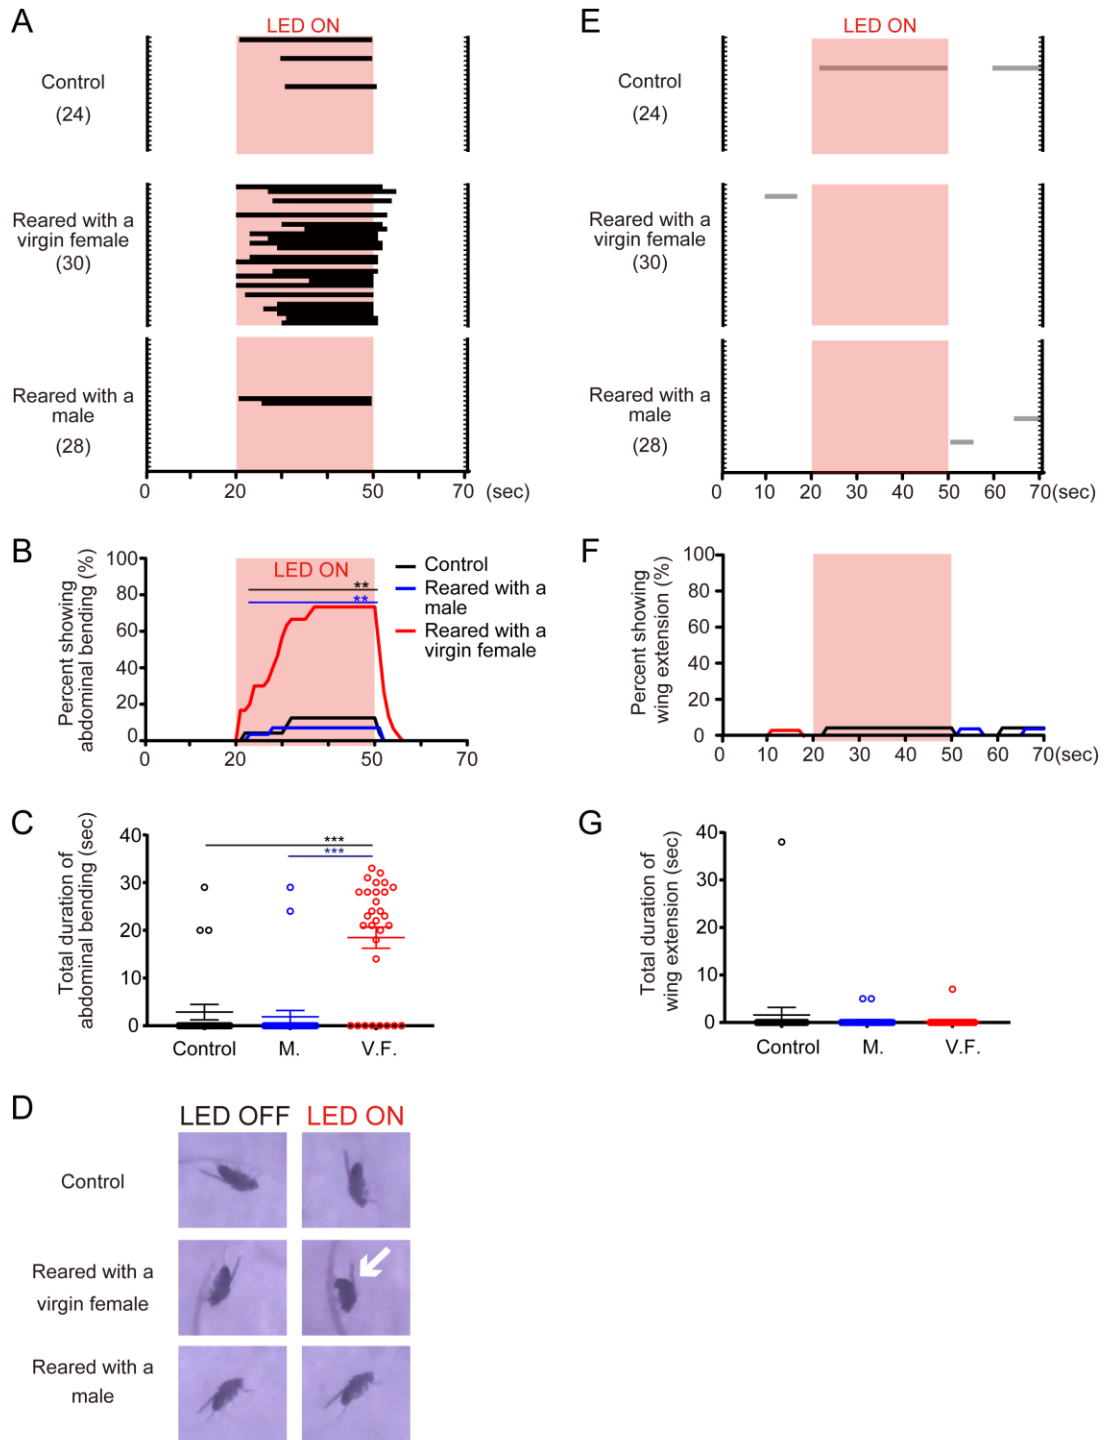 A
LED ON
Control
(24)
Reared with a
virgin female
(30)
Reared with a
male
(28)
0 20 50 70 (sec)
B
Percent showing
abdominal bending (%)
100
80
60
40
20
0
LED ON
**
**
Control
Reared with a
male
Reared with a
virgin female
0 20 50 70
C
Total duration of
abdominal bending (sec)
40
30
20
10
0
***
***
Control M. V.F.
D
LED OFF LED ON
Control
Reared with a
virgin female
Reared with a
male
E
LED ON
Control
(24)
Reared with a
virgin female
(30)
Reared with a
male
(28)
0 10 20 30 40 50 60 70(sec)
F
Percent showing
wing extension (%)
100
80
60
40
20
0
0 10 20 30 40 50 60 70(sec)
G
Total duration of
wing extension (sec)
40
30
20
10
0
Control M. V.F.